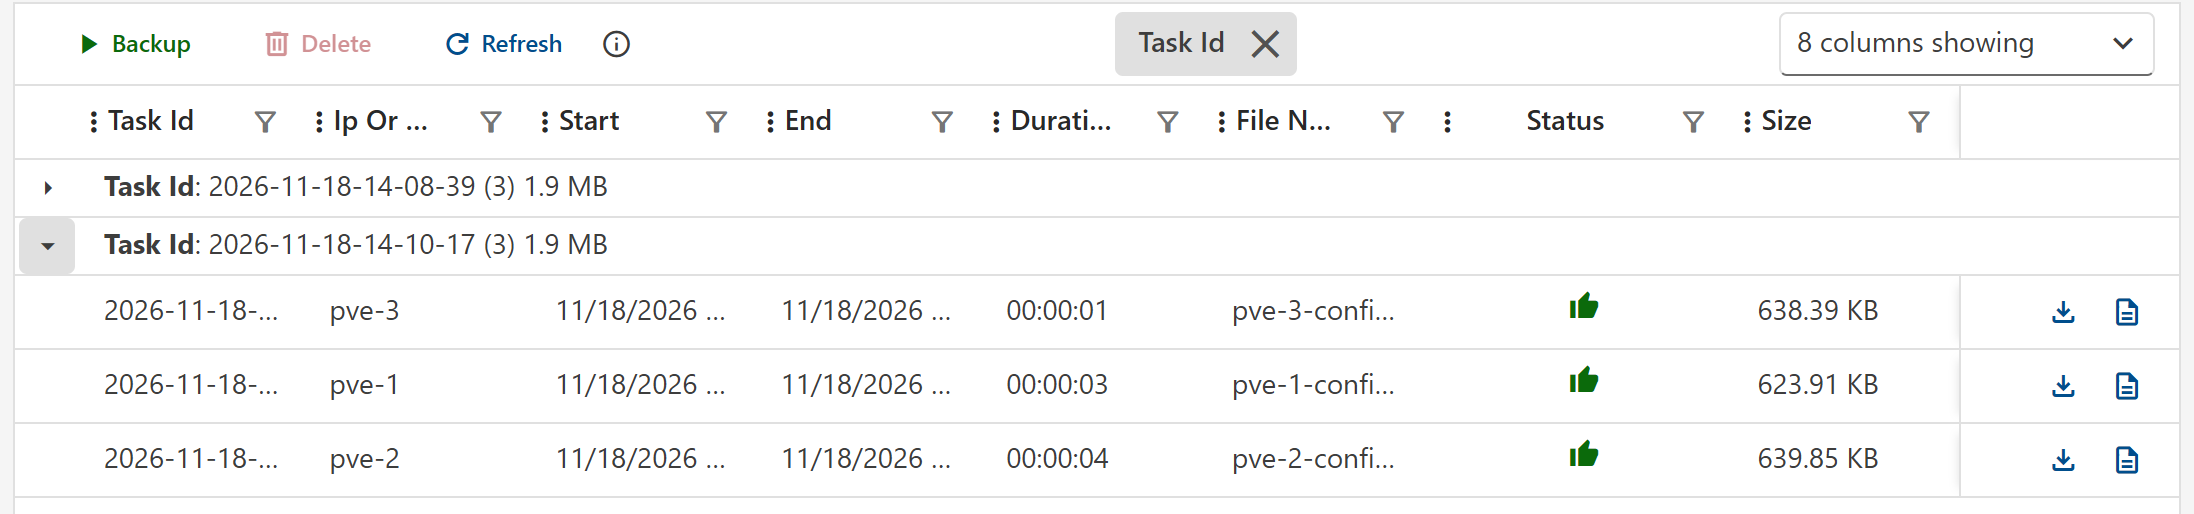 Backup Delete Refresh Task Id 8 columns showing
Task Id Ip Or ... Start End Durati... File N... Status Size
Task Id: 2026-11-18-14-08-39 (3) 1.9 MB
Task Id: 2026-11-18-14-10-17 (3) 1.9 MB
2026-11-18-... pve-3 11/18/2026 ... 11/18/2026 ... 00:00:01 pve-3-confi... 638.39 KB
2026-11-18-... pve-1 11/18/2026 ... 11/18/2026 ... 00:00:03 pve-1-confi... 623.91 KB
2026-11-18-... pve-2 11/18/2026 ... 11/18/2026 ... 00:00:04 pve-2-confi... 639.85 KB